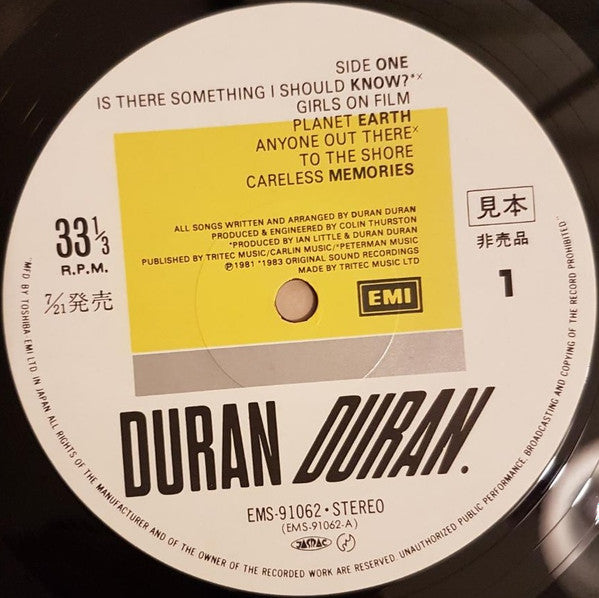 SIDE ONE
IS THERE SOMETHING I SHOULD KNOW?*×
GIRLS ON FILM
PLANET EARTH
ANYONE OUT THERE×
TO THE SHORE
CARELESS MEMORIES
33 1/3
R.P.M.
7/21発売
ALL SONGS WRITTEN AND ARRANGED BY DURAN DURAN
PRODUCED & ENGINEERED BY COLIN THURSTON
*PRODUCED BY IAN LITTLE & DURAN DURAN
PUBLISHED BY TRITEC MUSIC/CARLIN MUSIC/×PETERMAN MUSIC
℗1981 *1983 ORIGINAL SOUND RECORDINGS
MADE BY TRITEC MUSIC LTD
EMI
見本
非売品
1
DURAN DURAN.
EMS-91062・STEREO
(EMS-91062-A)
JASRAC
"MF'D BY TOSHIBA EMI LTD. IN JAPAN ALL RIGHTS OF THE MANUFACTURER AND OF THE OWNER OF THE RECORDED WORK ARE RESERVED. UNAUTHORIZED PUBLIC PERFORMANCE, BROADCASTING AND COPYING OF THE RECORD PROHIBITED"